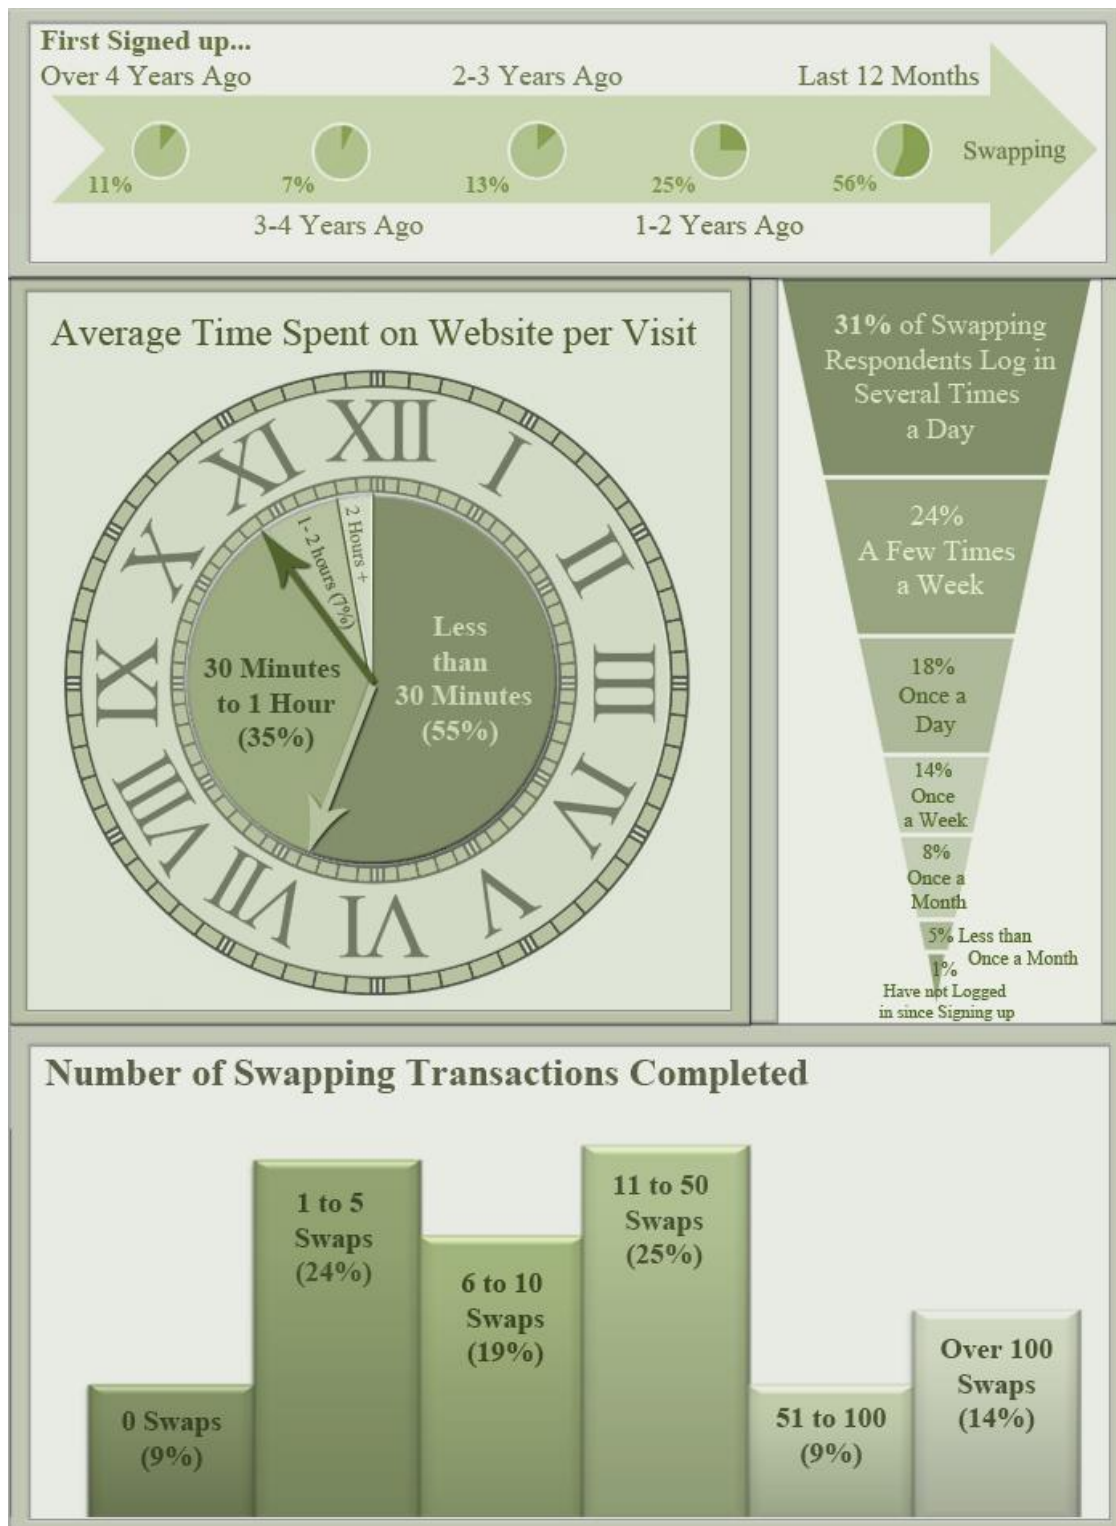 First Signed up...
Over 4 Years Ago
2-3 Years Ago
Last 12 Months
11%
7%
13%
25%
56%
Swapping
3-4 Years Ago
1-2 Years Ago
Average Time Spent on Website per Visit
XII
I
II
III
IV
V
VI
VII
VIII
IX
X
XI
2 Hours +
1-2 hours (7%)
Less
than
30 Minutes
(55%)
30 Minutes
to 1 Hour
(35%)
31% of Swapping
Respondents Log in
Several Times
a Day
24%
A Few Times
a Week
18%
Once a
Day
14%
Once
a Week
8%
Once a
Month
5% Less than
Once a Month
1%
Have not Logged
in since Signing up
Number of Swapping Transactions Completed
0 Swaps
(9%)
1 to 5
Swaps
(24%)
6 to 10
Swaps
(19%)
11 to 50
Swaps
(25%)
51 to 100
(9%)
Over 100
Swaps
(14%)